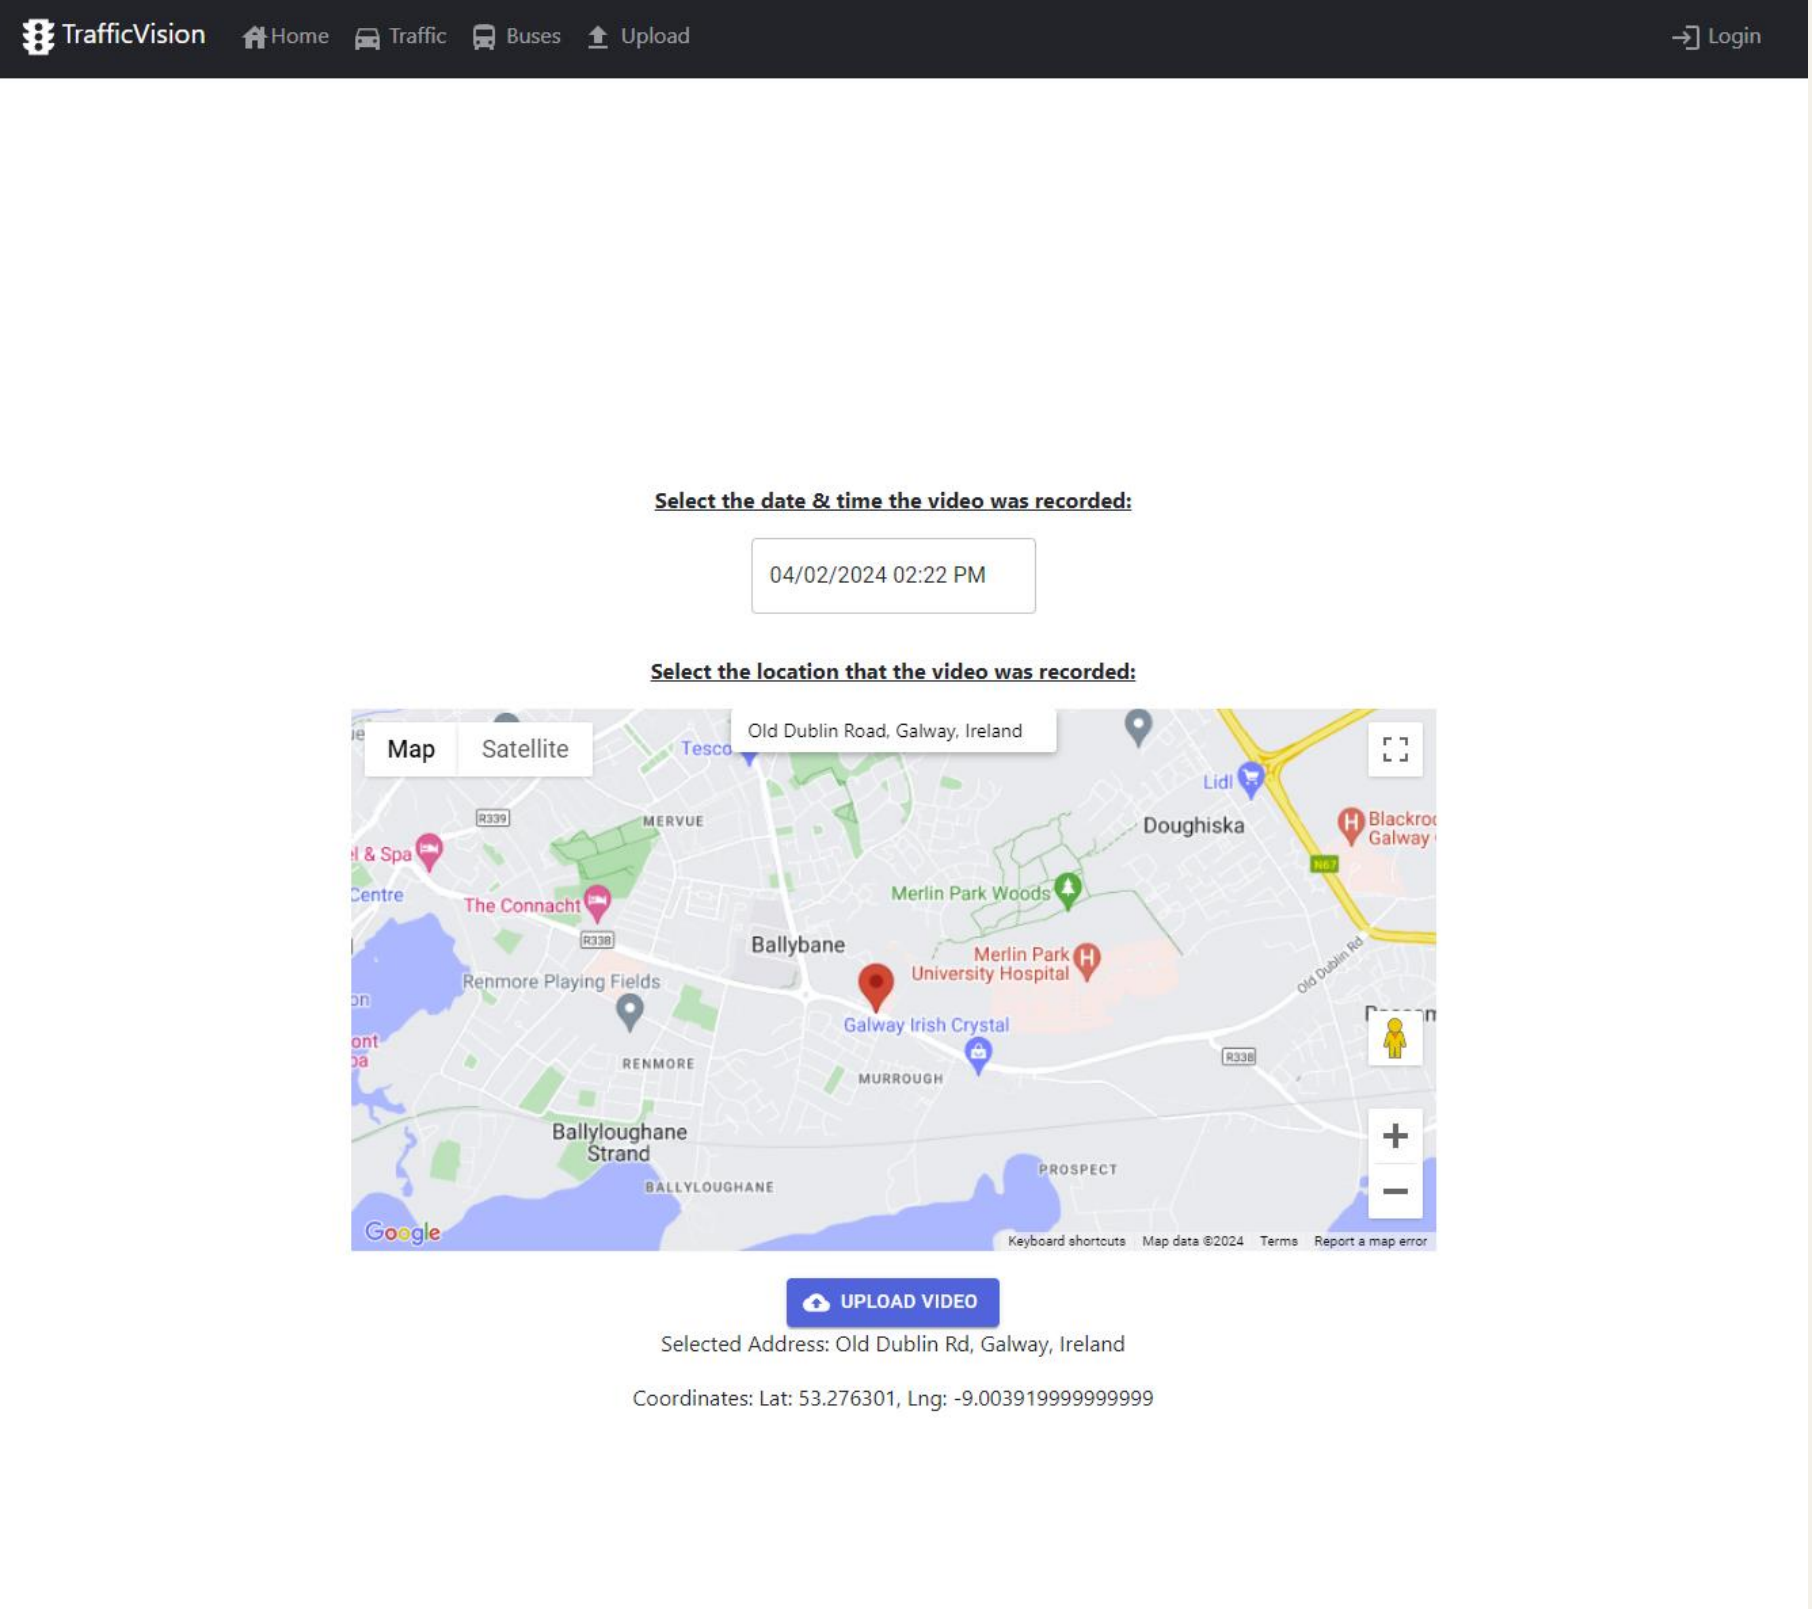 TrafficVision Home Traffic Buses Upload Login
Select the date & time the video was recorded:
04/02/2024 02:22 PM
Select the location that the video was recorded:
Map Satellite
Old Dublin Road, Galway, Ireland
Tesco
Lidl
R339
MERVUE
Doughiska
Galway
& Spa
N67
Centre
The Connacht
Merlin Park Woods
R338
Ballybane
Merlin Park
University Hospital
Old Dublin Rd
Renmore Playing Fields
Galway Irish Crystal
RENMORE
MURROUGH
R338
Ballyloughane
Strand
BALLYLOUGHANE
PROSPECT
Google
Keyboard shortcuts Map data ©2024 Terms Report a map error
UPLOAD VIDEO
Selected Address: Old Dublin Rd, Galway, Ireland
Coordinates: Lat: 53.276301, Lng: -9.003919999999999